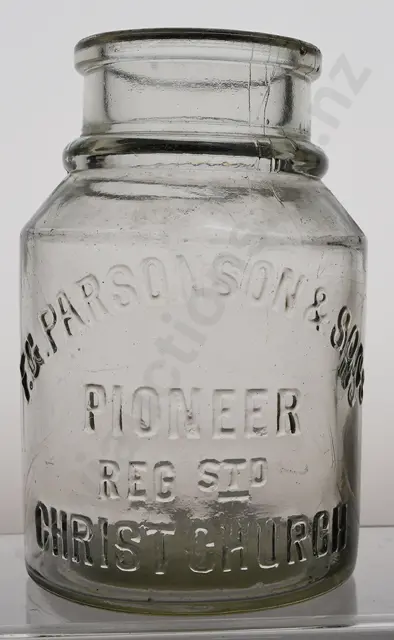 T.G. PARSONSON & SONS
PIONEER
REG STD
CHRISTCHURCH